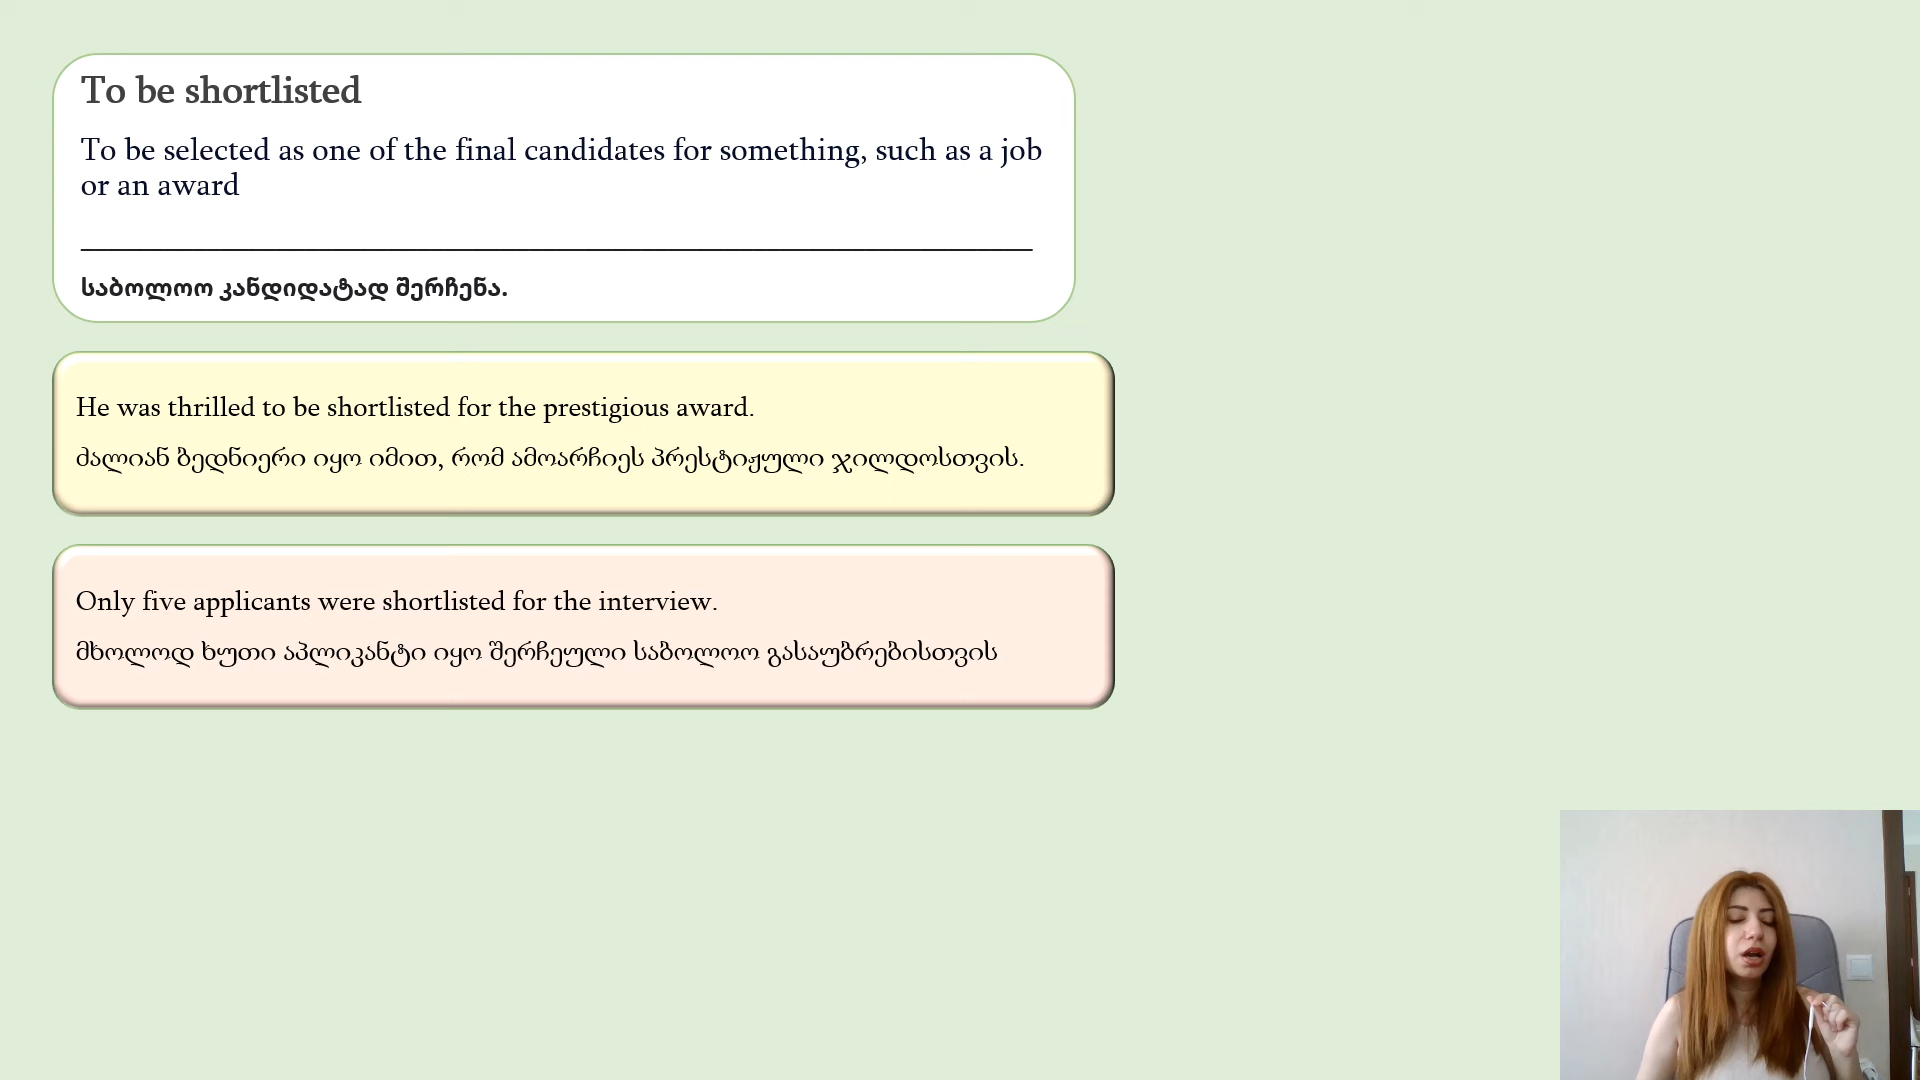 To be shortlisted
To be selected as one of the final candidates for something, such as a job
or an award
საბოლოო კანდიდატად შერჩენა.
He was thrilled to be shortlisted for the prestigious award.
ძალიან ბედნიერი იყო იმით, რომ ამოარჩიეს პრესტიჟული ჯილდოსთვის.
Only five applicants were shortlisted for the interview.
მხოლოდ ხუთი აპლიკანტი იყო შერჩეული საბოლოო გასაუბრებისთვის